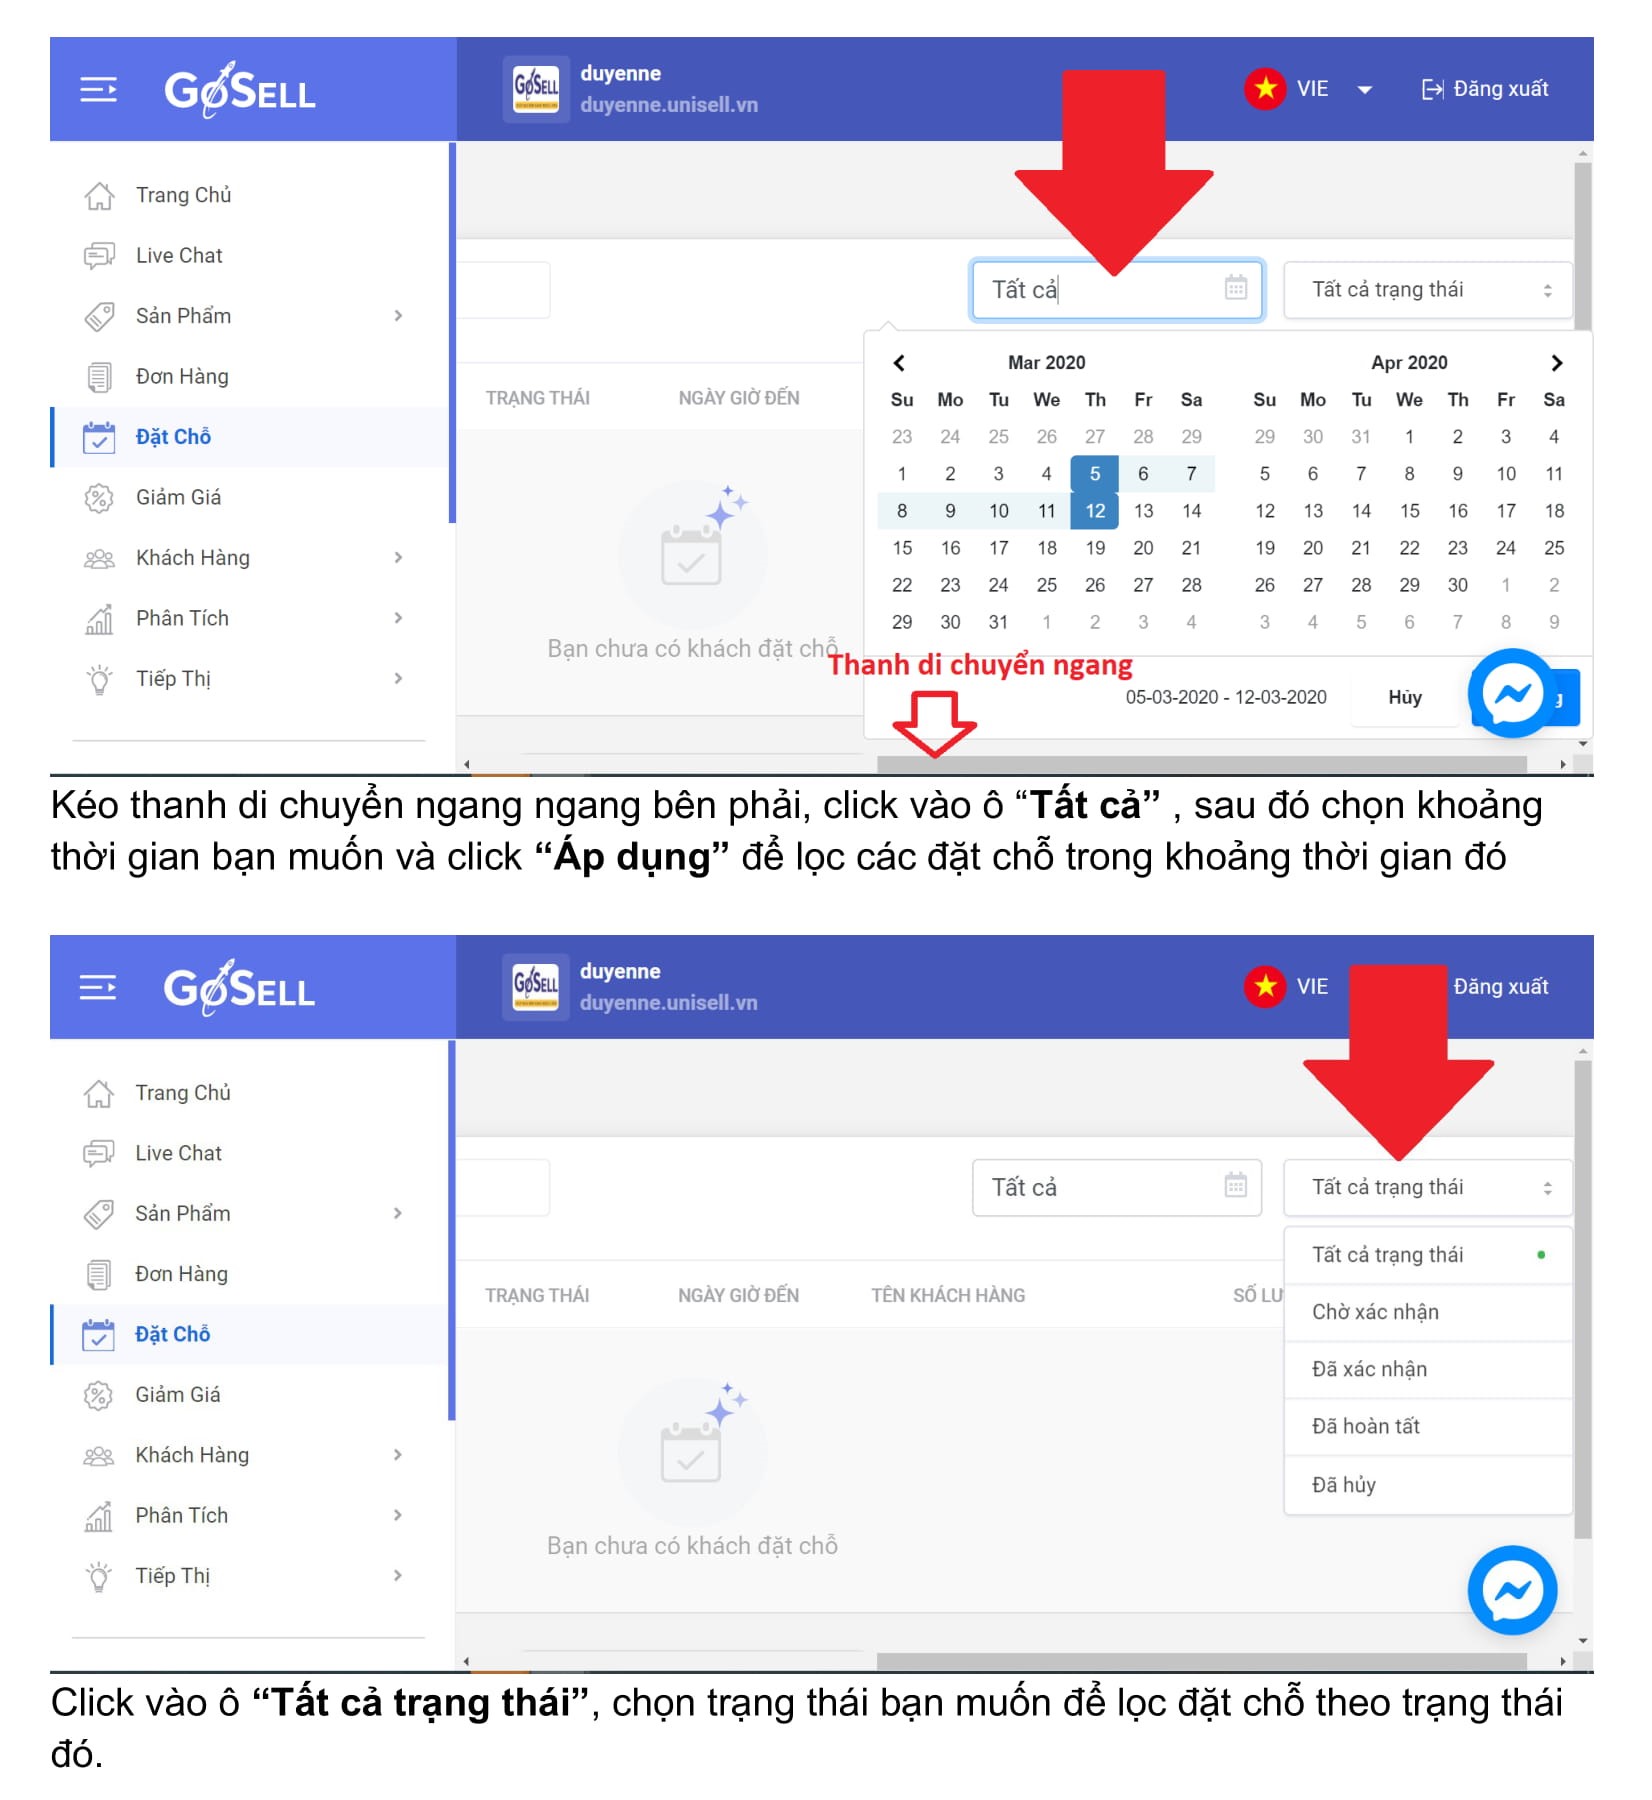 GoSELL
GoSELL
duyenne
duyenne.unisell.vn
VIE
Đăng xuất
Trang Chủ
Live Chat
Sản Phẩm
Đơn Hàng
Đặt Chỗ
Giảm Giá
Khách Hàng
Phân Tích
Tiếp Thị
Tất cả
Tất cả trạng thái
TRẠNG THÁI NGÀY GIỜ ĐẾN
Bạn chưa có khách đặt chỗ
Mar 2020 Apr 2020
Su Mo Tu We Th Fr Sa Su Mo Tu We Th Fr Sa
23 24 25 26 27 28 29 29 30 31 1 2 3 4
1 2 3 4 5 6 7 5 6 7 8 9 10 11
8 9 10 11 12 13 14 12 13 14 15 16 17 18
15 16 17 18 19 20 21 19 20 21 22 23 24 25
22 23 24 25 26 27 28 26 27 28 29 30 1 2
29 30 31 1 2 3 4 3 4 5 6 7 8 9
Thanh di chuyển ngang
05-03-2020 - 12-03-2020 Hủy
Kéo thanh di chuyển ngang ngang bên phải, click vào ô “Tất cả” , sau đó chọn khoảng
thời gian bạn muốn và click “Áp dụng” để lọc các đặt chỗ trong khoảng thời gian đó
GoSELL
GoSELL
duyenne
duyenne.unisell.vn
VIE
Đăng xuất
Trang Chủ
Live Chat
Sản Phẩm
Đơn Hàng
Đặt Chỗ
Giảm Giá
Khách Hàng
Phân Tích
Tiếp Thị
Tất cả
Tất cả trạng thái
TRẠNG THÁI NGÀY GIỜ ĐẾN TÊN KHÁCH HÀNG SỐ LƯ
Tất cả trạng thái
Chờ xác nhận
Đã xác nhận
Đã hoàn tất
Đã hủy
Bạn chưa có khách đặt chỗ
Click vào ô “Tất cả trạng thái”, chọn trạng thái bạn muốn để lọc đặt chỗ theo trạng thái
đó.